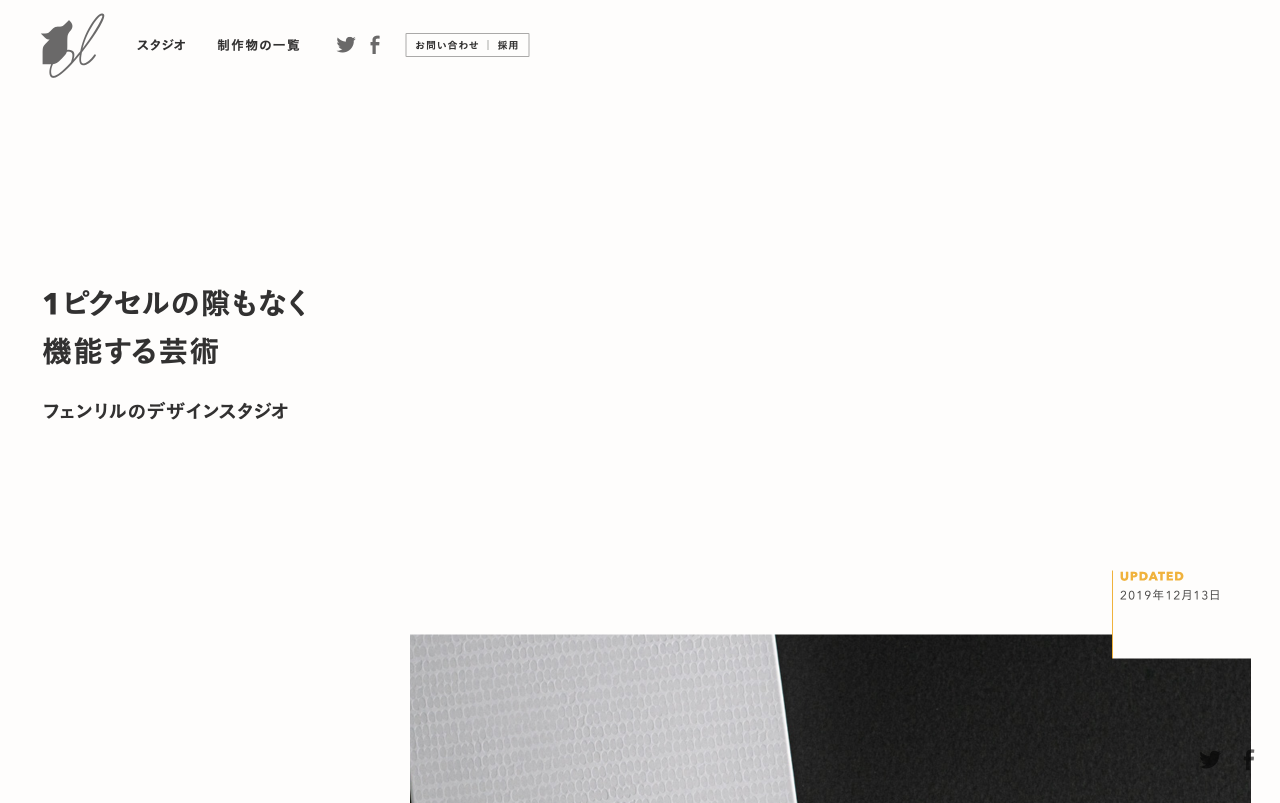 スタジオ
制作物の一覧
お問い合わせ | 採用
1ピクセルの隙もなく
機能する芸術
フェンリルのデザインスタジオ
UPDATED
2019年12月13日